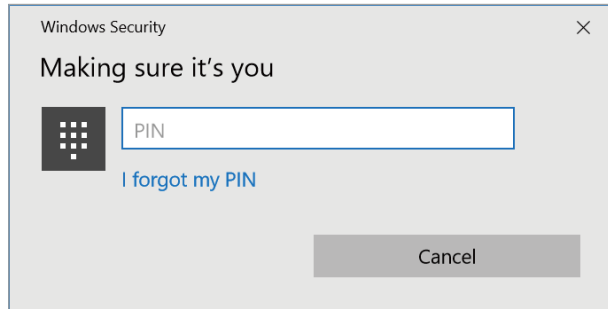 Windows Security
Making sure it's you
PIN
I forgot my PIN
Cancel